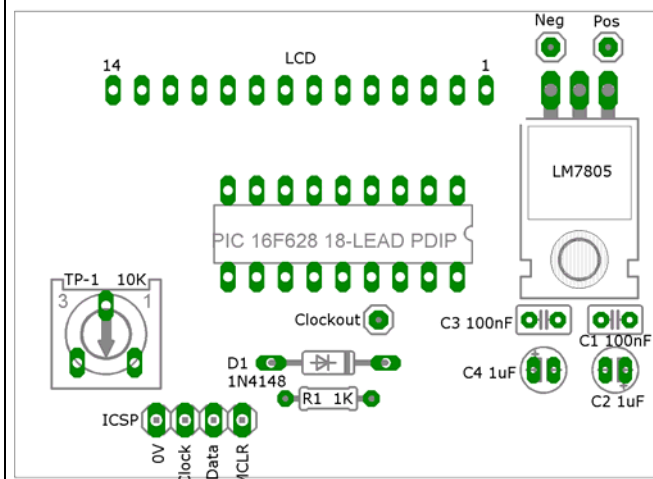 Neg Pos
14 LCD 1
LM7805
PIC 16F628 18-LEAD PDIP
TP-1 10K
3 1
Clockout
C3 100nF
C1 100nF
D1
1N4148
C4 1uF
R1 1K
C2 1uF
ICSP
0V
Clock
Data
MCLR
+
+